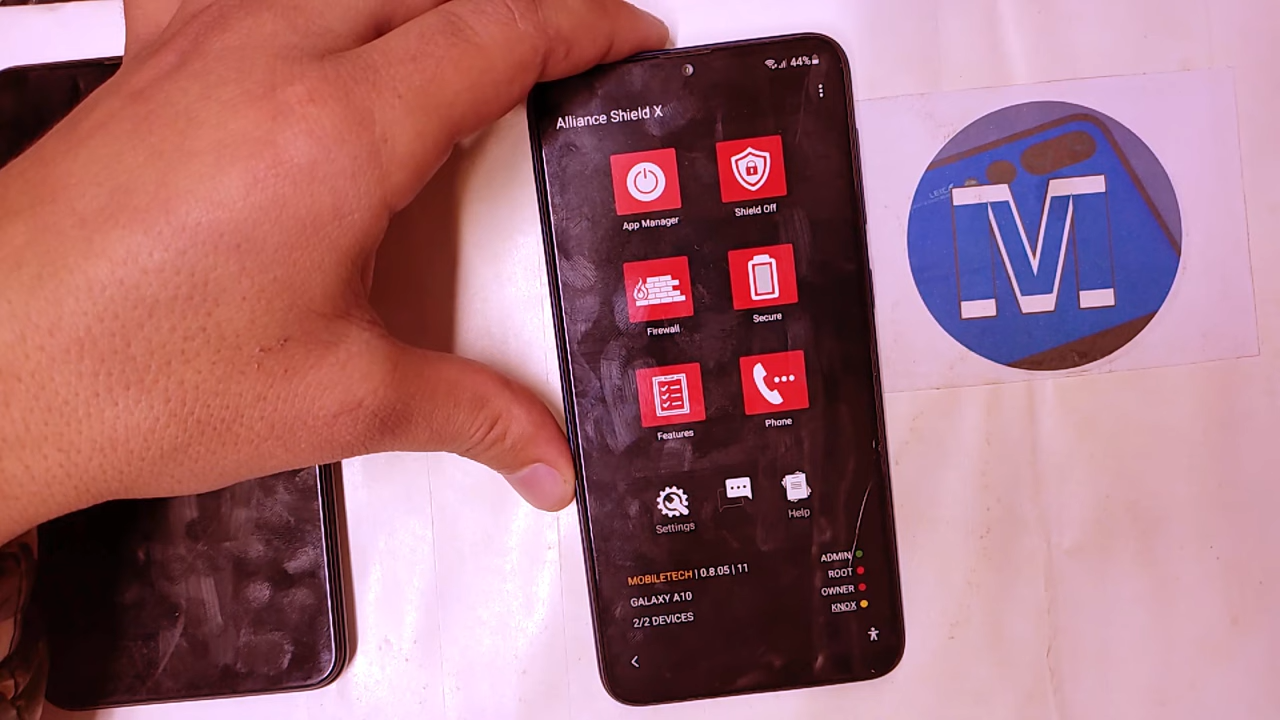 44%
Alliance Shield X
App Manager
Shield Off
Firewall
Secure
Features
Phone
Settings
Help
MOBILETECH | 0.8.05 | 11
GALAXY A10
2/2 DEVICES
ADMIN
ROOT
OWNER
KNOX
LEICA
M